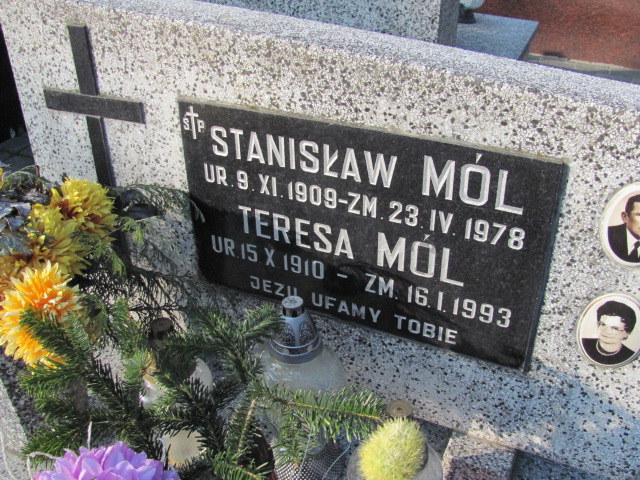 Ś†P STANISŁAW MÓL
UR. 9. XI. 1909-ZM. 23. IV. 1978
TERESA MÓL
UR. 15 X 1910 - ZM. 16. I. 1993
JEZU UFAMY TOBIE